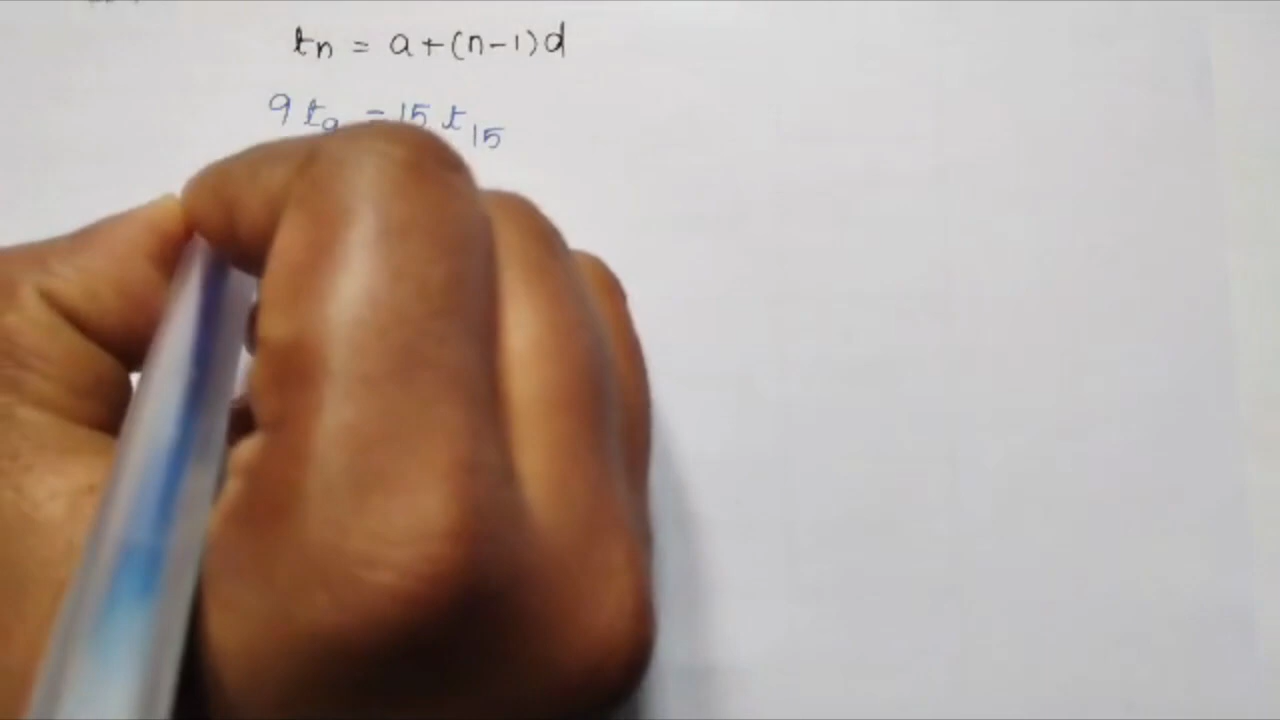 tn = a+(n-1)d
9 t9 = 15 t15